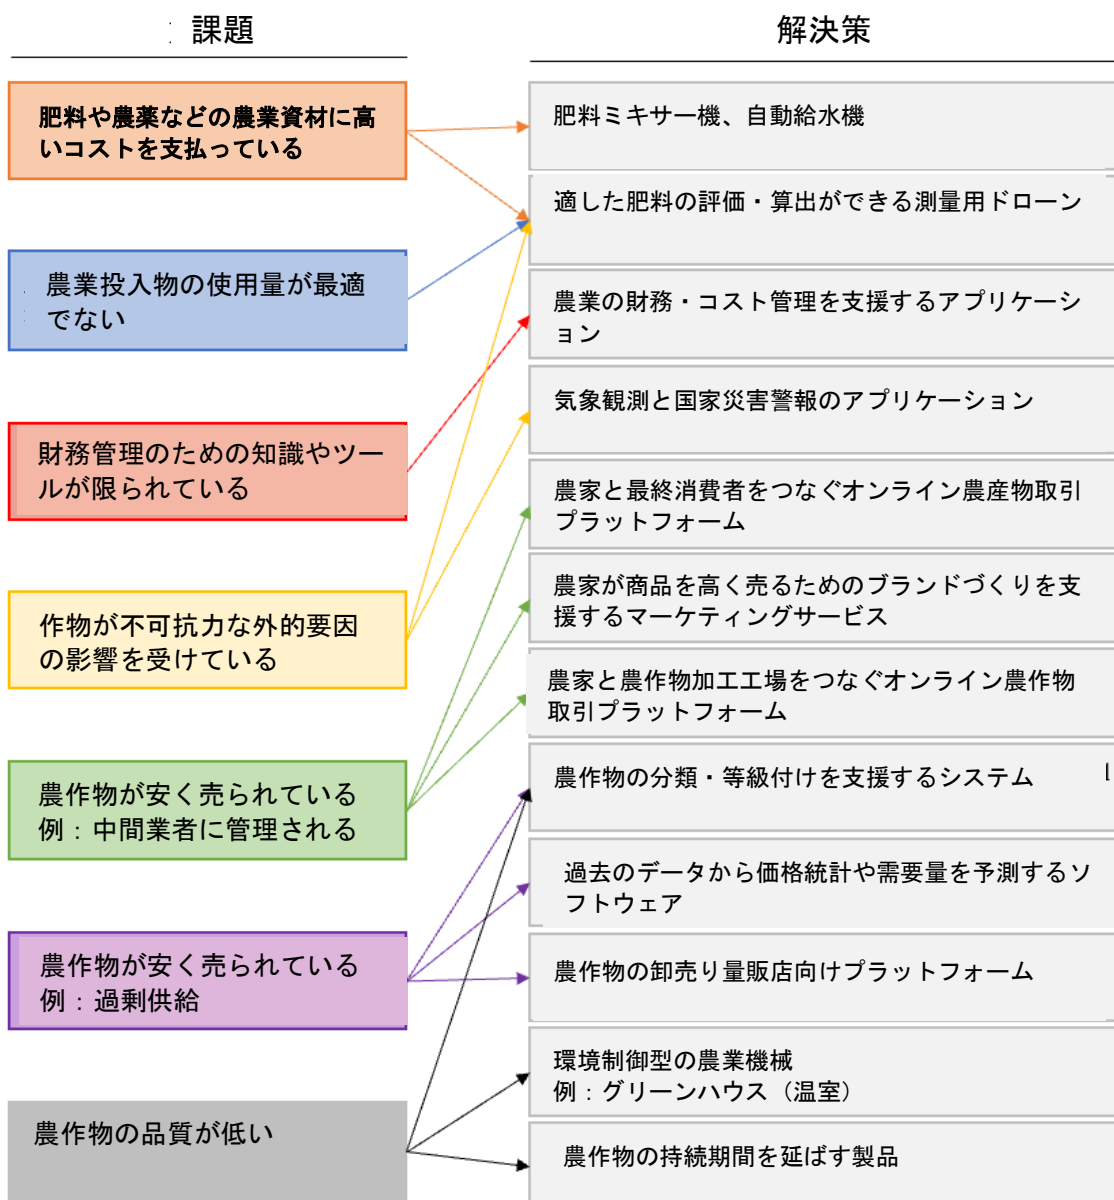 課題
解決策
肥料や農薬などの農業資材に高
いコストを支払っている
農業投入物の使用量が最適
でない
財務管理のための知識やツー
ルが限られている
作物が不可抗力な外的要因
の影響を受けている
農作物が安く売られている
例：中間業者に管理される
農作物が安く売られている
例：過剰供給
農作物の品質が低い
肥料ミキサー機、自動給水機
適した肥料の評価・算出ができる測量用ドローン
農業の財務・コスト管理を支援するアプリケーシ
ョン
気象観測と国家災害警報のアプリケーション
農家と最終消費者をつなぐオンライン農産物取引
プラットフォーム
農家が商品を高く売るためのブランドづくりを支
援するマーケティングサービス
農家と農作物加工工場をつなぐオンライン農作物
取引プラットフォーム
農作物の分類・等級付けを支援するシステム
過去のデータから価格統計や需要量を予測するソ
フトウェア
農作物の卸売り量販店向けプラットフォーム
環境制御型の農業機械
例：グリーンハウス（温室）
農作物の持続期間を延ばす製品